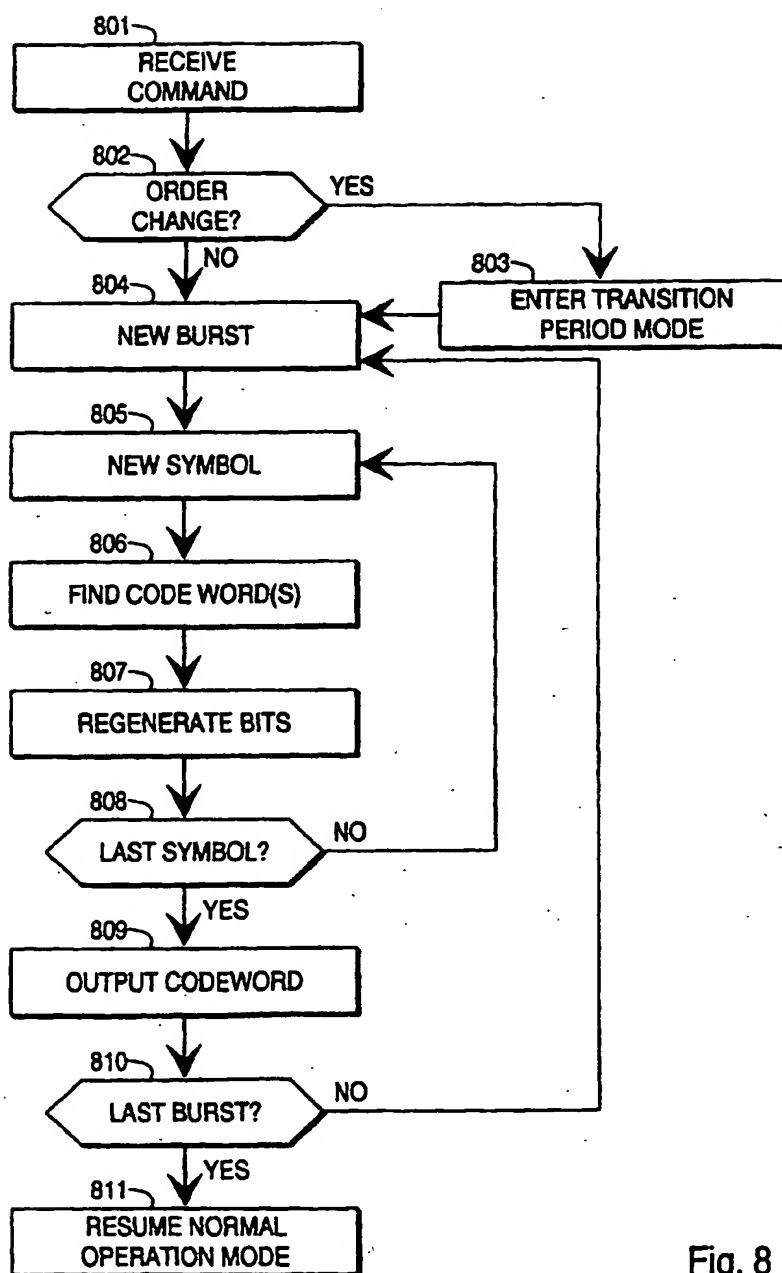 801
RECEIVE
COMMAND
802
ORDER
CHANGE?
YES
NO
803
ENTER TRANSITION
PERIOD MODE
804
NEW BURST
805
NEW SYMBOL
806
FIND CODE WORD(S)
807
REGENERATE BITS
808
LAST SYMBOL?
NO
YES
809
OUTPUT CODEWORD
810
LAST BURST?
NO
YES
811
RESUME NORMAL
OPERATION MODE
Fig. 8